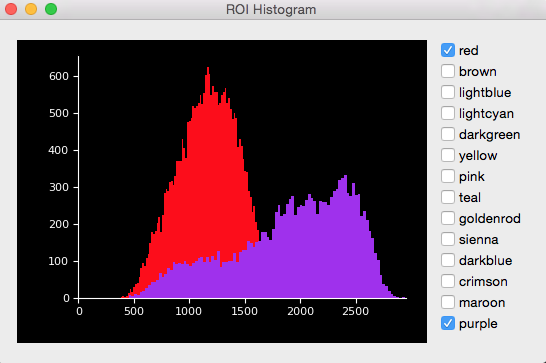 ROI Histogram
600
500
400
300
200
100
0
0 500 1000 1500 2000 2500
red
brown
lightblue
lightcyan
darkgreen
yellow
pink
teal
goldenrod
sienna
darkblue
crimson
maroon
purple